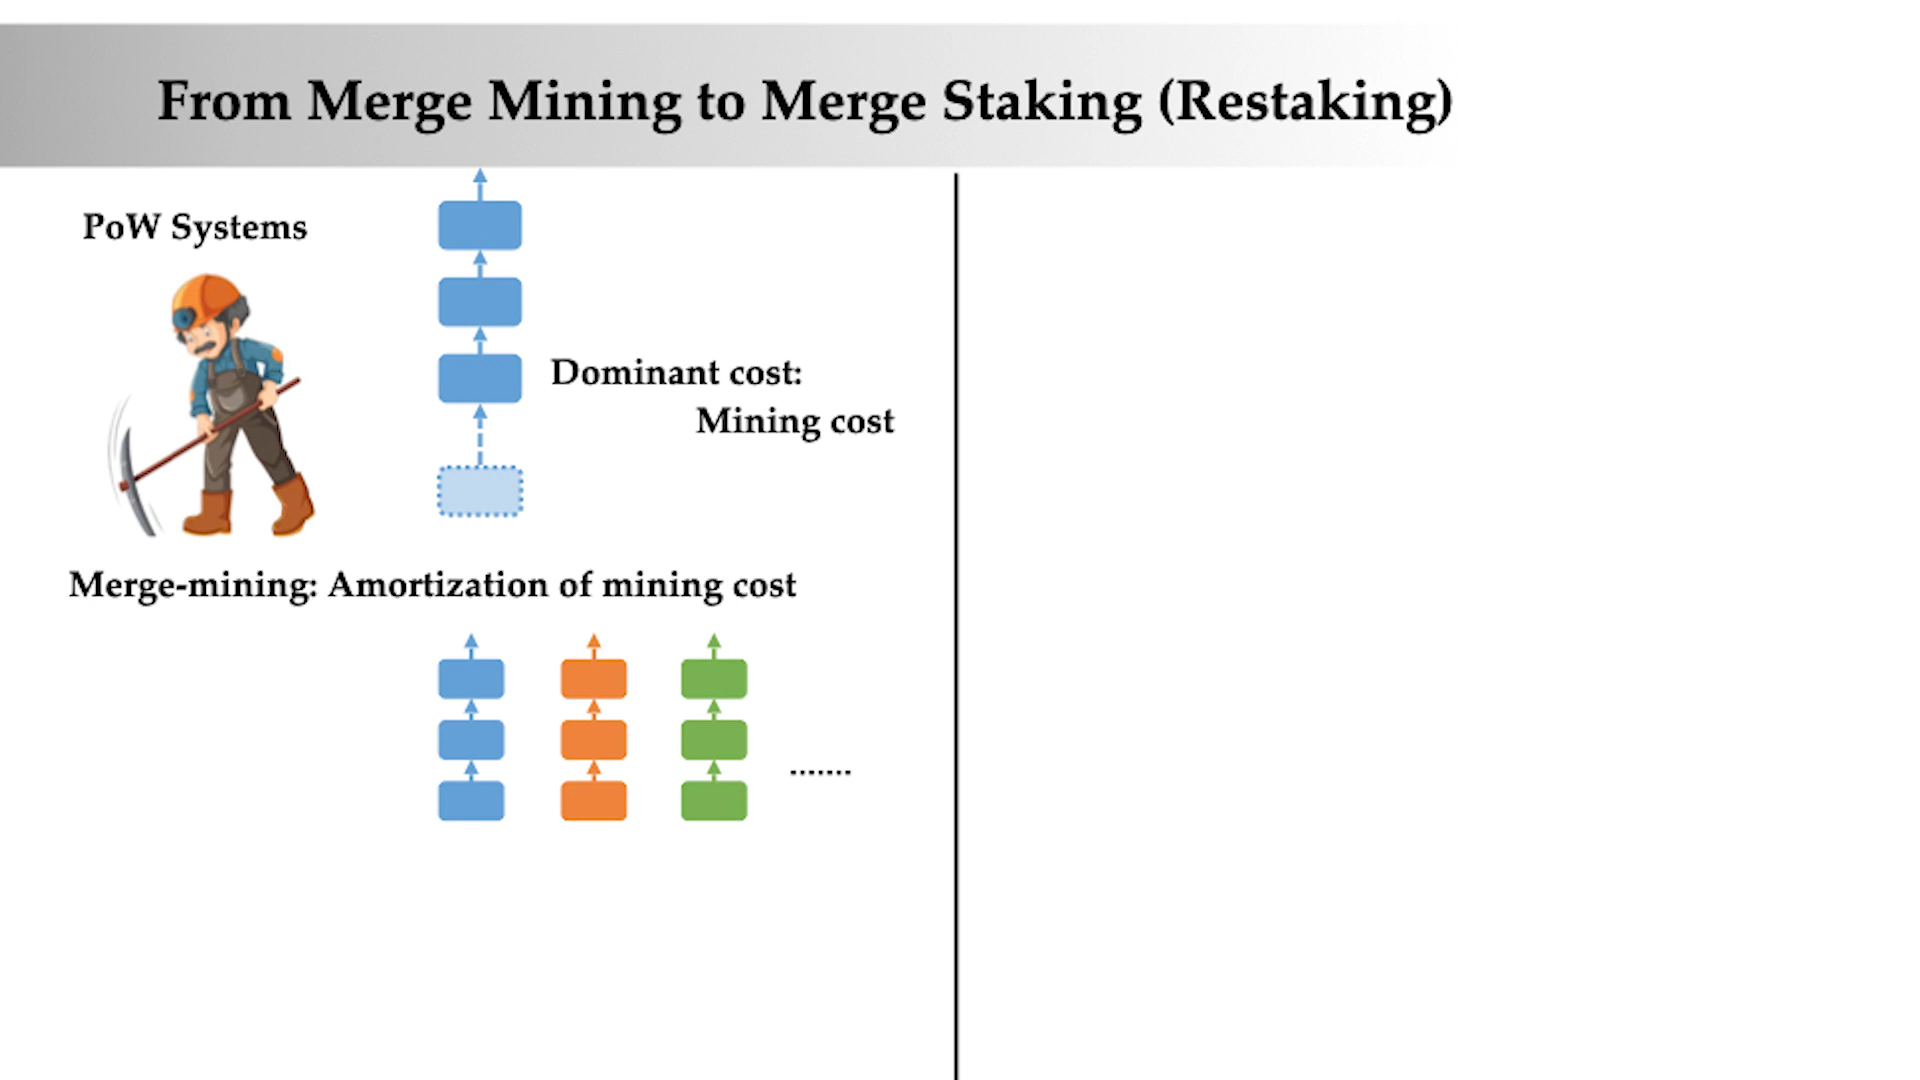 From Merge Mining to Merge Staking (Restaking)
PoW Systems
Dominant cost:
Mining cost
Merge-mining: Amortization of mining cost
.......